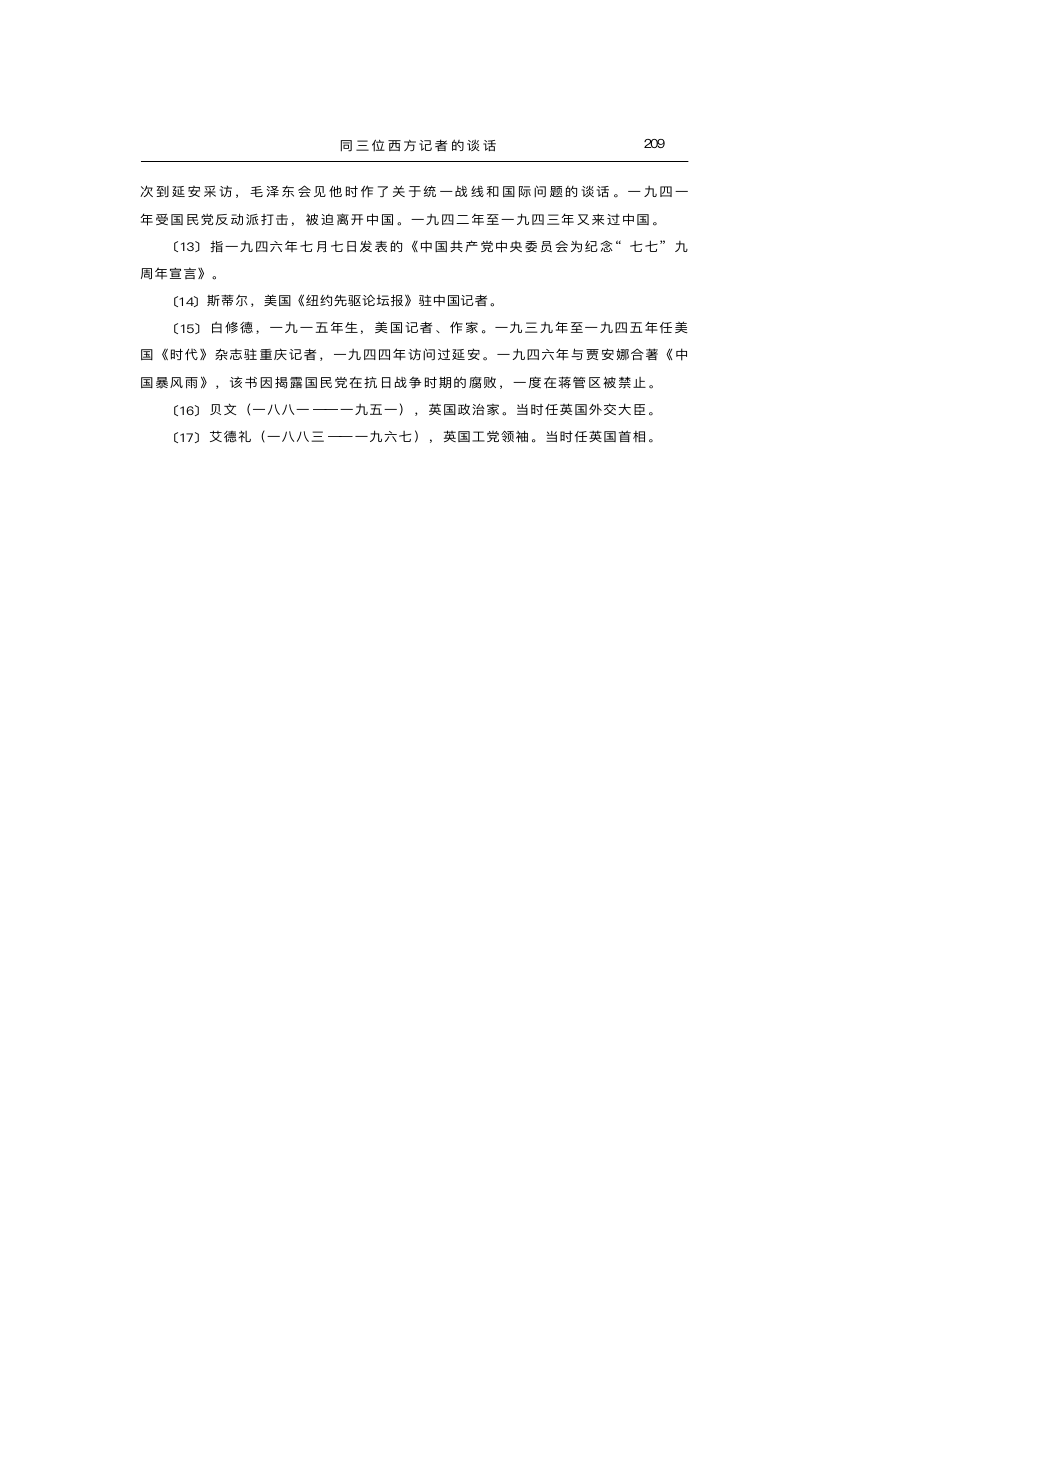 同三位西方记者的谈话 209
次到延安采访，毛泽东会见他时作了关于统一战线和国际问题的谈话。一九四一
年受国民党反动派打击，被迫离开中国。一九四二年至一九四三年又来过中国。
〔13〕指一九四六年七月七日发表的《中国共产党中央委员会为纪念“七七”九
周年宣言》。
〔14〕斯蒂尔，美国《纽约先驱论坛报》驻中国记者。
〔15〕白修德，一九一五年生，美国记者、作家。一九三九年至一九四五年任美
国《时代》杂志驻重庆记者，一九四四年访问过延安。一九四六年与贾安娜合著《中
国暴风雨》，该书因揭露国民党在抗日战争时期的腐败，一度在蒋管区被禁止。
〔16〕贝文（一八八一——一九五一），英国政治家。当时任英国外交大臣。
〔17〕艾德礼（一八八三——一九六七），英国工党领袖。当时任英国首相。